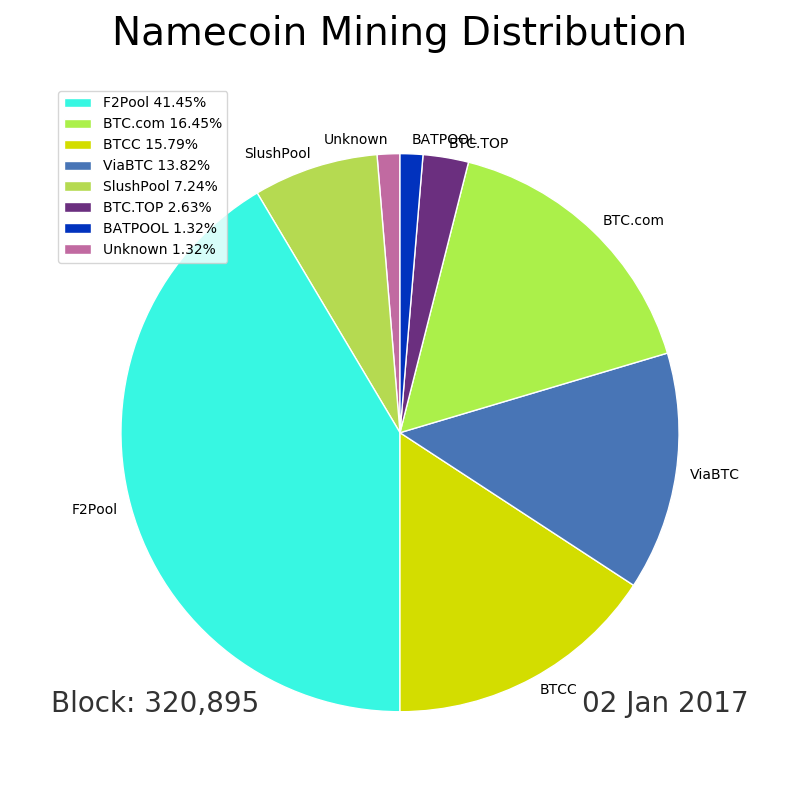 Namecoin Mining Distribution
F2Pool 41.45%
BTC.com 16.45%
BTCC 15.79%
ViaBTC 13.82%
SlushPool 7.24%
BTC.TOP 2.63%
BATPOOL 1.32%
Unknown 1.32%
Unknown
BATPOOL
BTC.TOP
SlushPool
BTC.com
ViaBTC
F2Pool
BTCC
Block: 320,895
02 Jan 2017